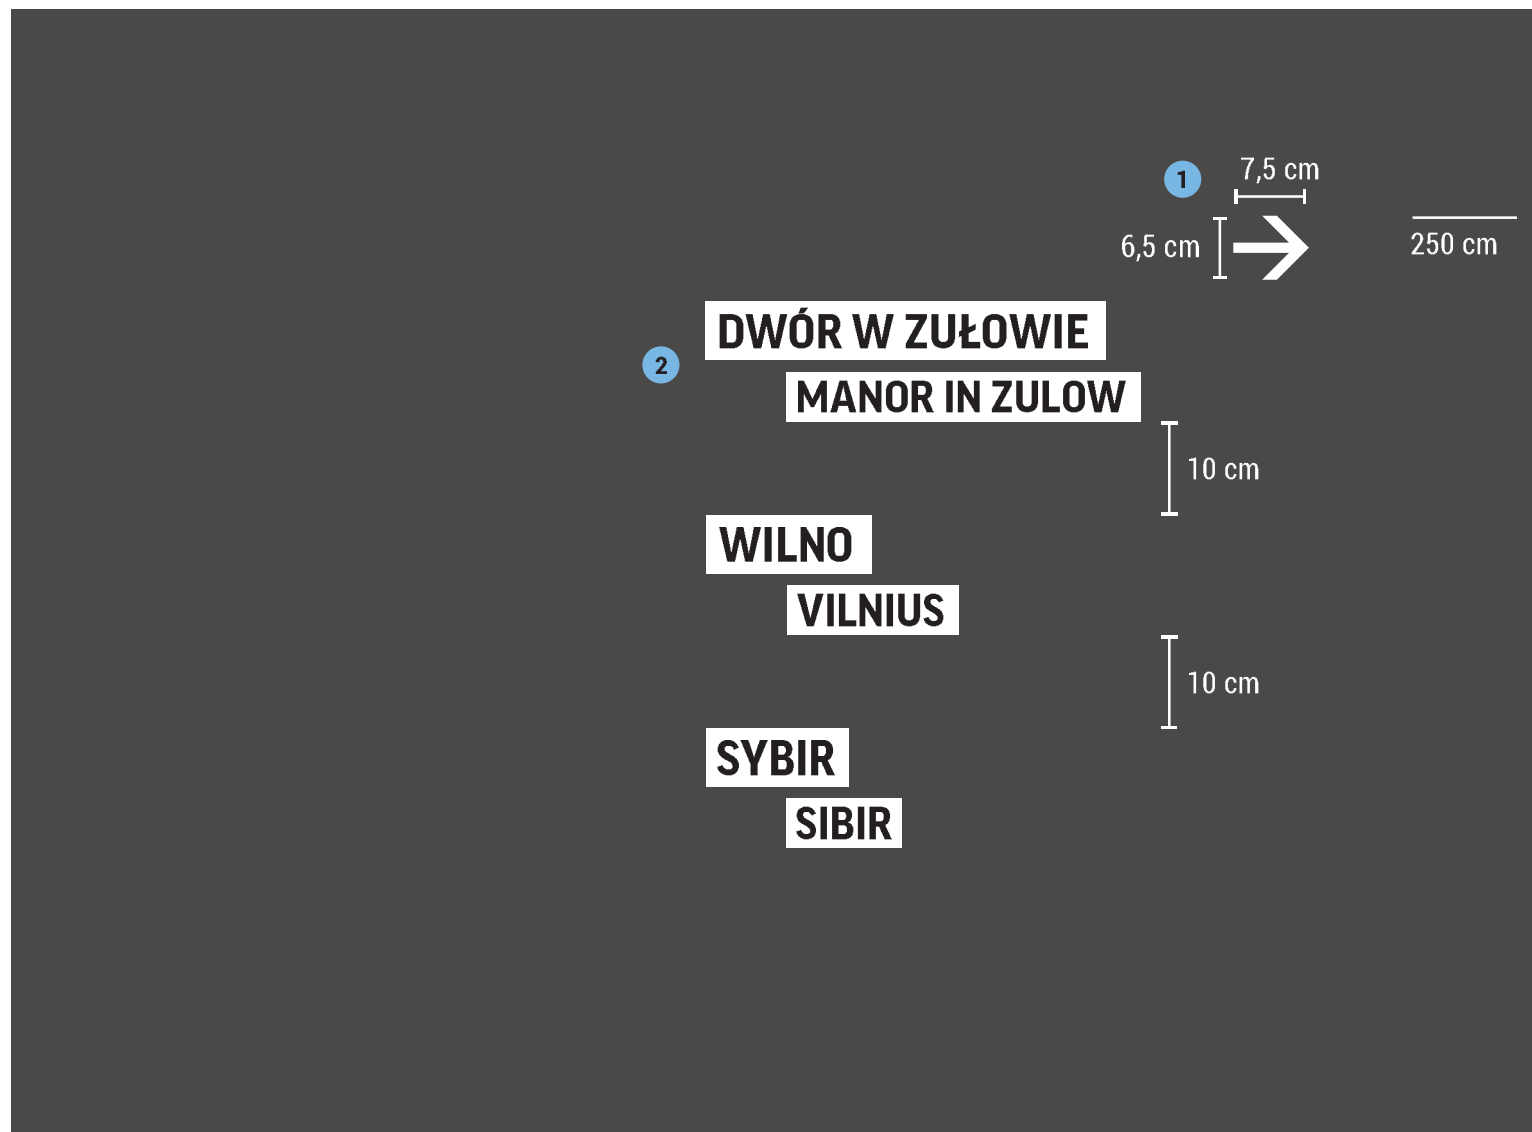 1
7,5 cm
6,5 cm
250 cm
DWÓR W ZUŁOWIE
2
MANOR IN ZULOW
10 cm
WILNO
VILNIUS
10 cm
SYBIR
SIBIR